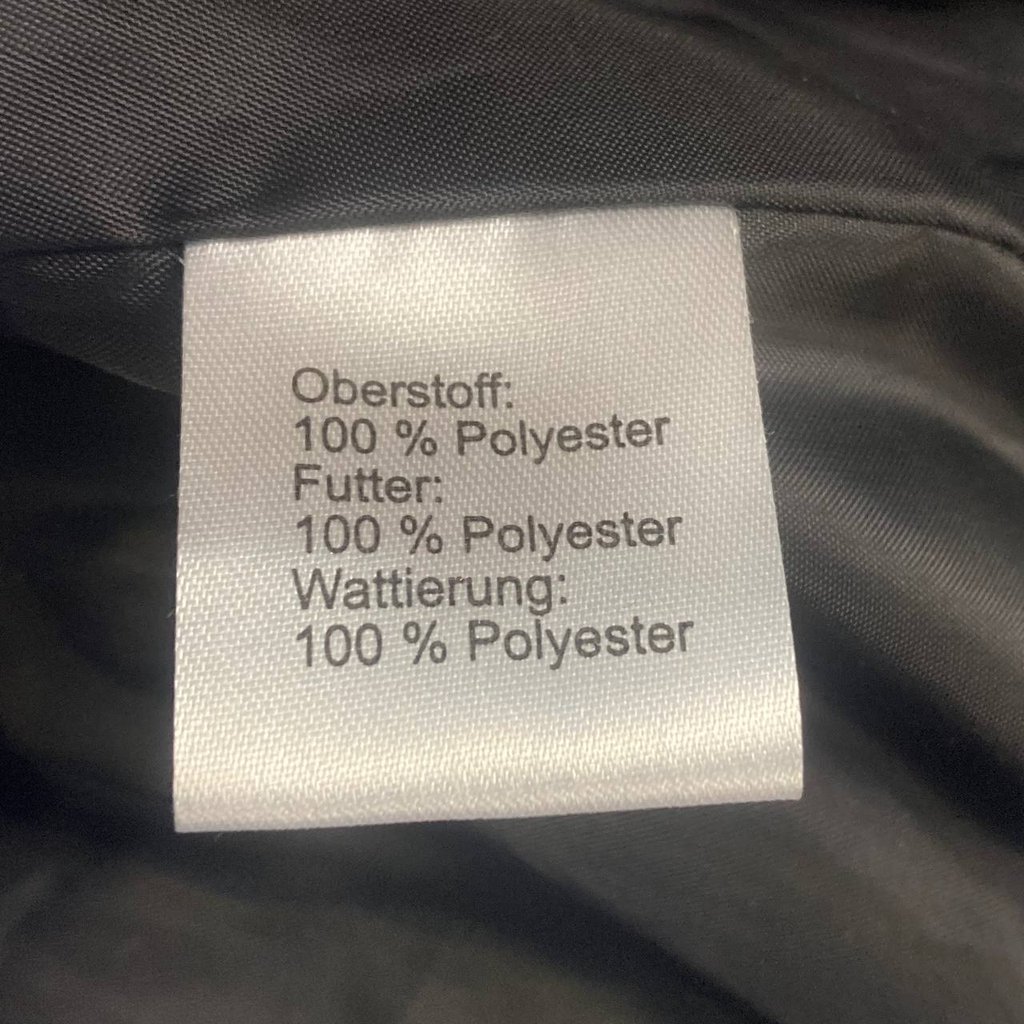 Oberstoff:
100 % Polyester
Futter:
100 % Polyester
Wattierung:
100 % Polyester